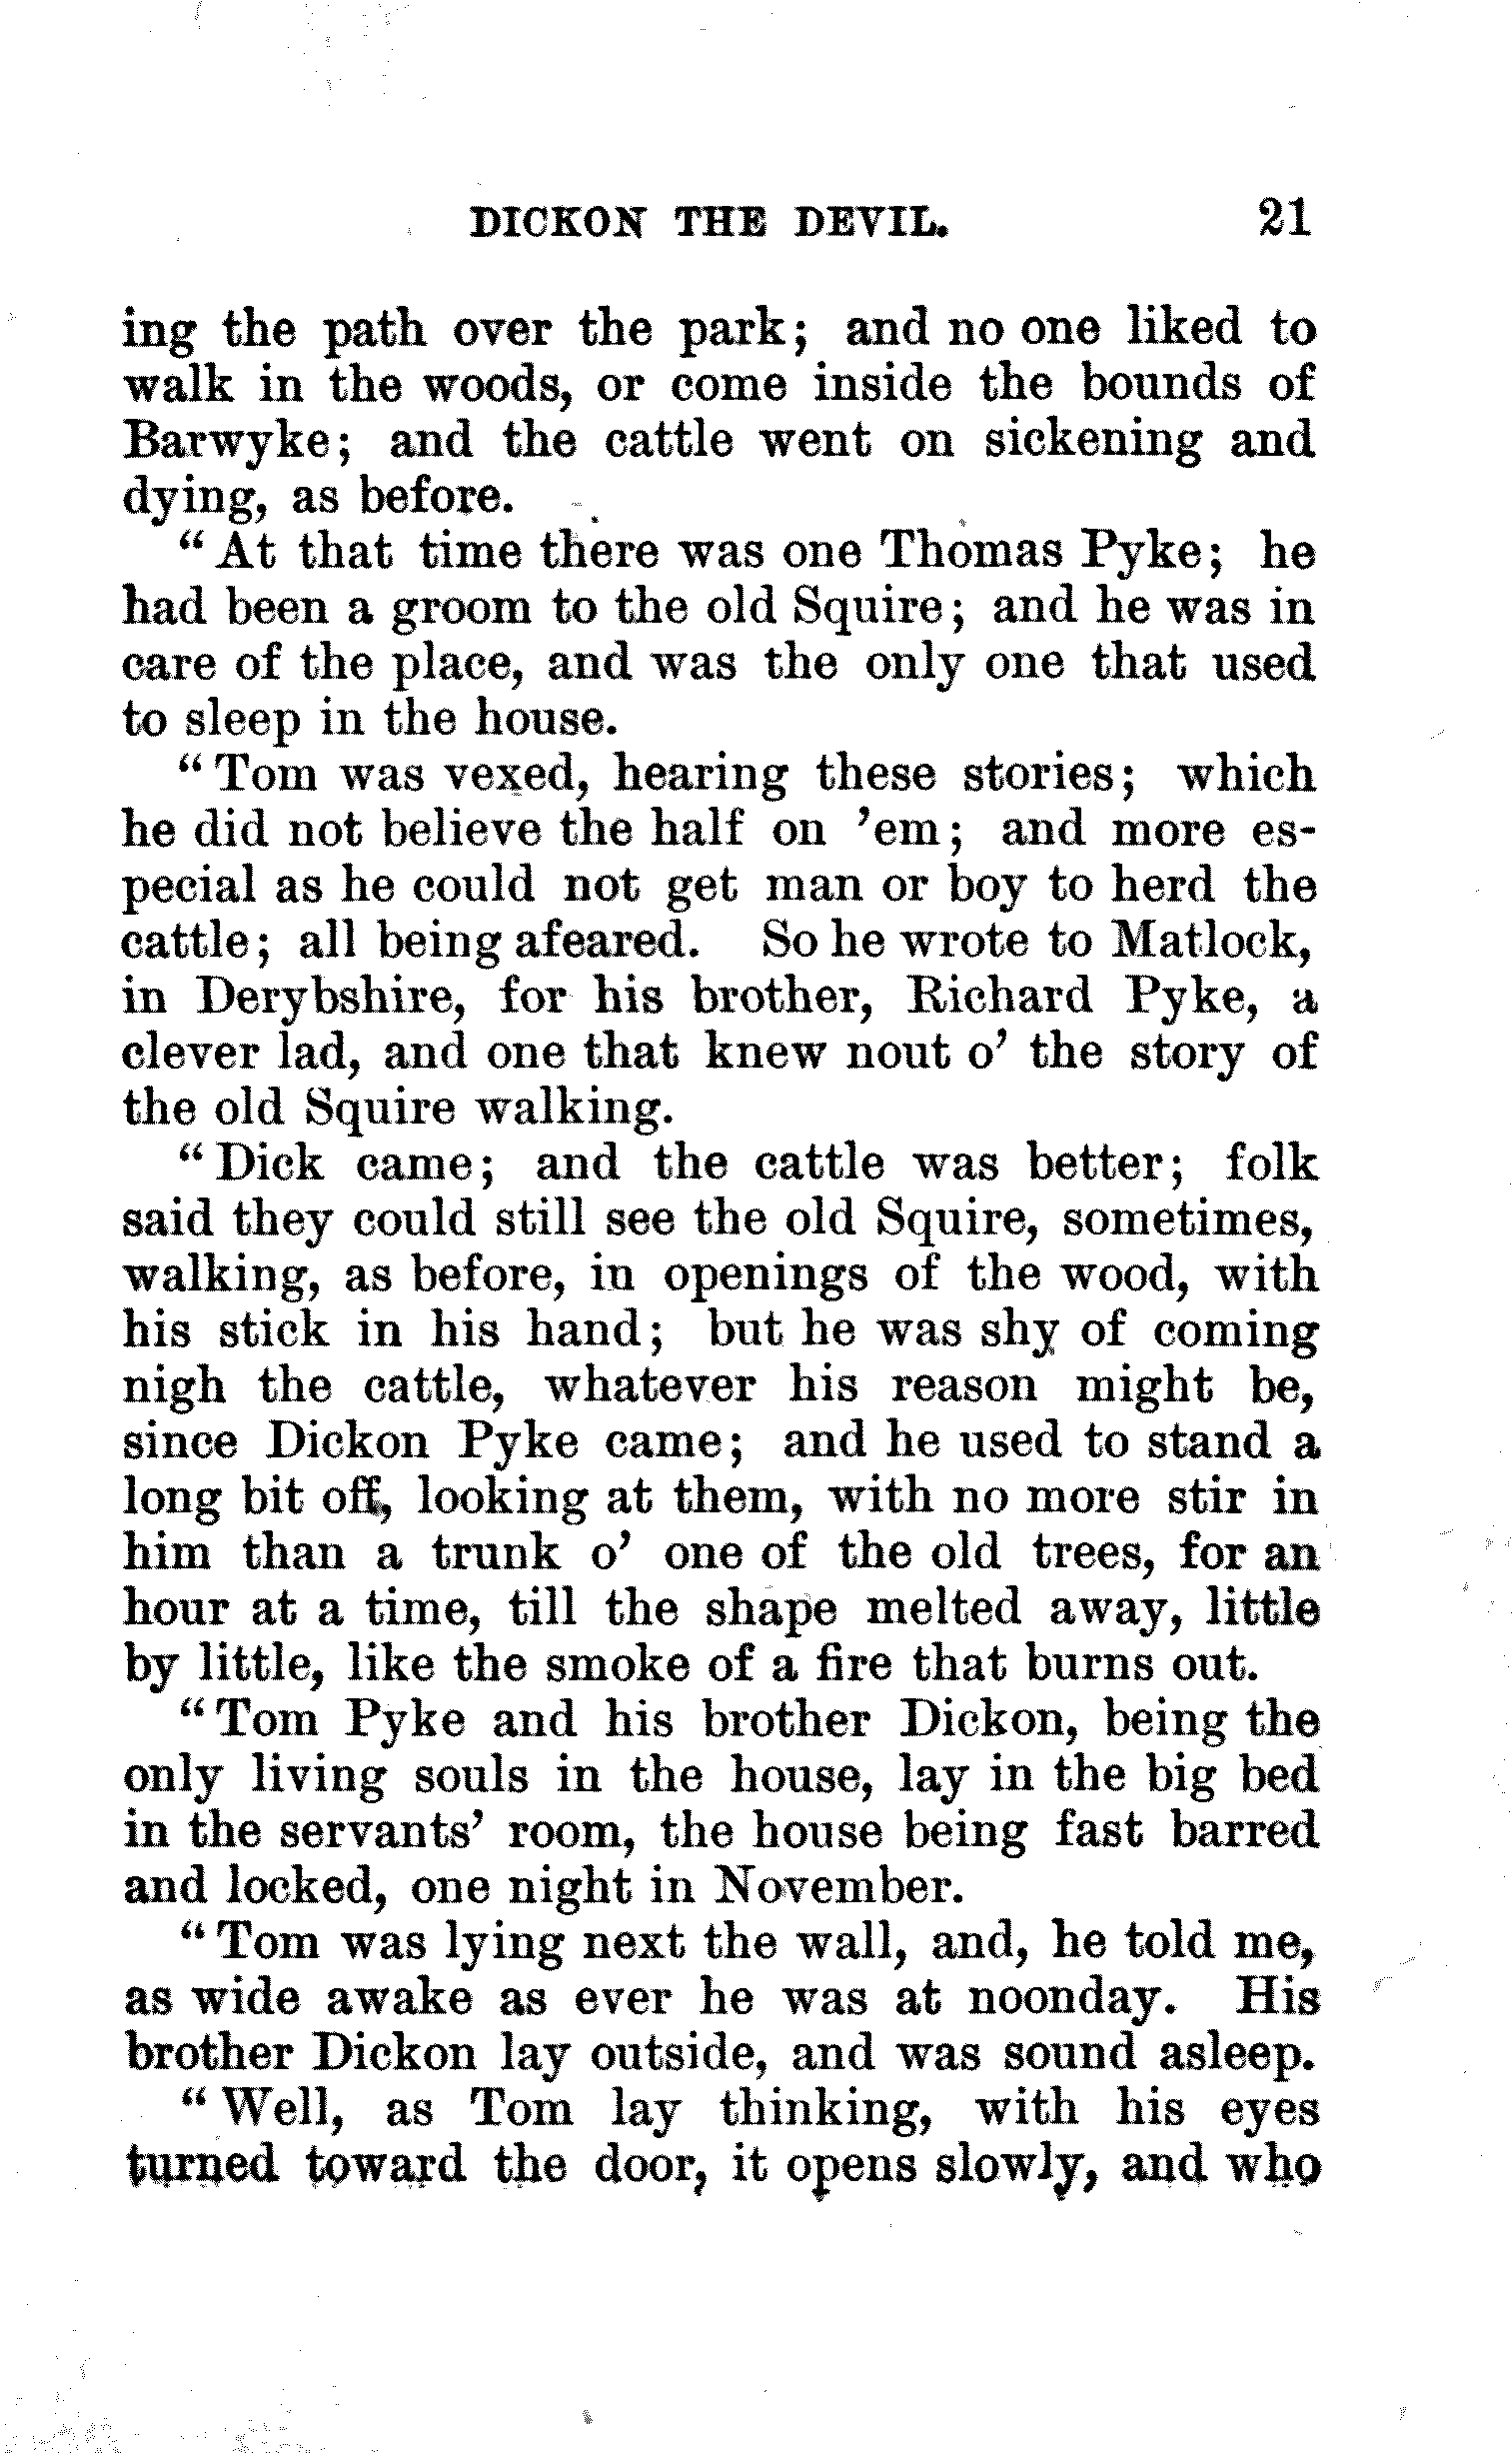 DICKON THE DEVIL. 21
ing the path over the park; and no one liked to
walk in the woods, or come inside the bounds of
Barwyke; and the cattle went on sickening and
dying, as before.
“At that time there was one Thomas Pyke; he
had been a groom to the old Squire; and he was in
care of the place, and was the only one that used
to sleep in the house.
“Tom was vexed, hearing these stories; which
he did not believe the half on ’em; and more es-
pecial as he could not get man or boy to herd the
cattle; all being afeared. So he wrote to Matlock,
in Derybshire, for his brother, Richard Pyke, a
clever lad, and one that knew nout o’ the story of
the old Squire walking.
“Dick came; and the cattle was better; folk
said they could still see the old Squire, sometimes,
walking, as before, in openings of the wood, with
his stick in his hand; but he was shy of coming
nigh the cattle, whatever his reason might be,
since Dickon Pyke came; and he used to stand a
long bit off, looking at them, with no more stir in
him than a trunk o’ one of the old trees, for an
hour at a time, till the shape melted away, little
by little, like the smoke of a fire that burns out.
“Tom Pyke and his brother Dickon, being the
only living souls in the house, lay in the big bed
in the servants’ room, the house being fast barred
and locked, one night in November.
“Tom was lying next the wall, and, he told me,
as wide awake as ever he was at noonday. His
brother Dickon lay outside, and was sound asleep.
“Well, as Tom lay thinking, with his eyes
turned toward the door, it opens slowly, and who